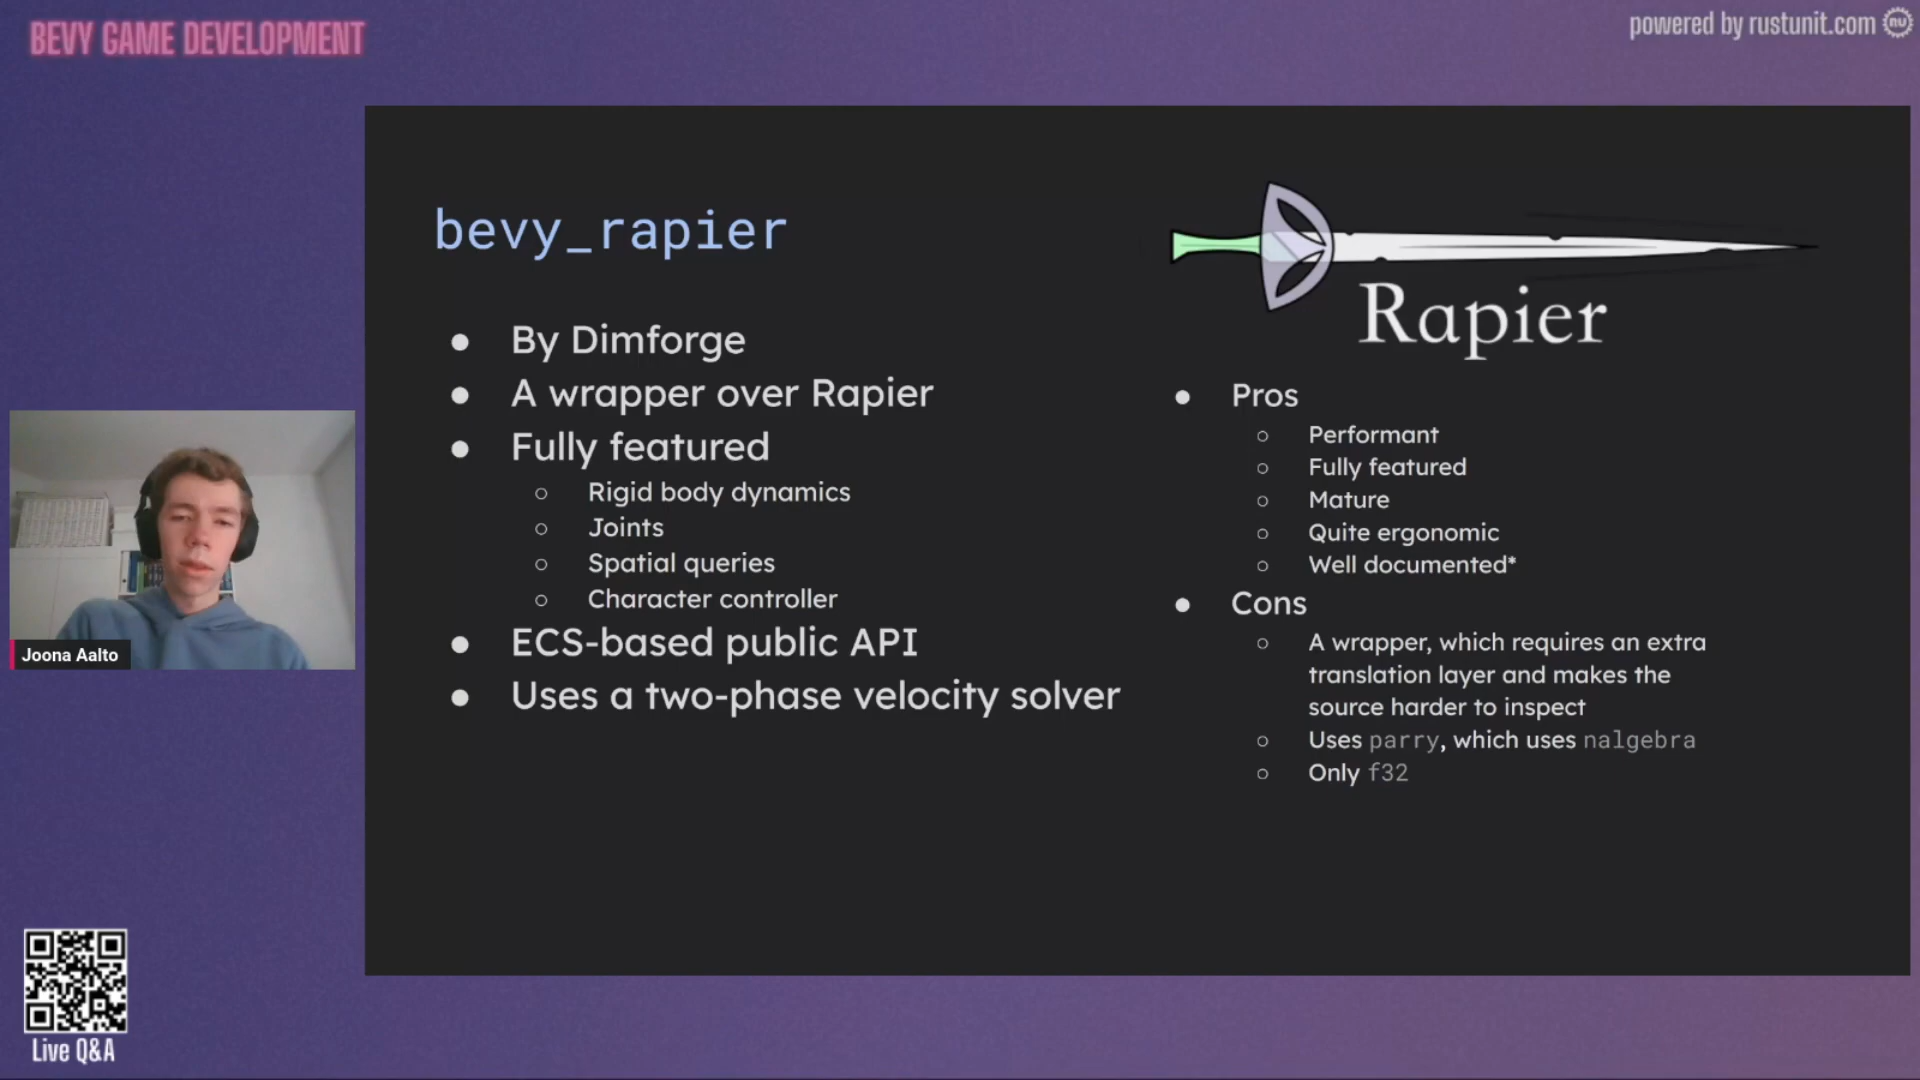 BEVY GAME DEVELOPMENT
powered by rustunit.com
nu
bevy_rapier
By Dimforge
A wrapper over Rapier
Fully featured
Rigid body dynamics
Joints
Spatial queries
Character controller
ECS-based public API
Uses a two-phase velocity solver
Rapier
Pros
Performant
Fully featured
Mature
Quite ergonomic
Well documented*
Cons
A wrapper, which requires an extra
translation layer and makes the
source harder to inspect
Uses parry, which uses nalgebra
Only f32
Joona Aalto
Live Q&A